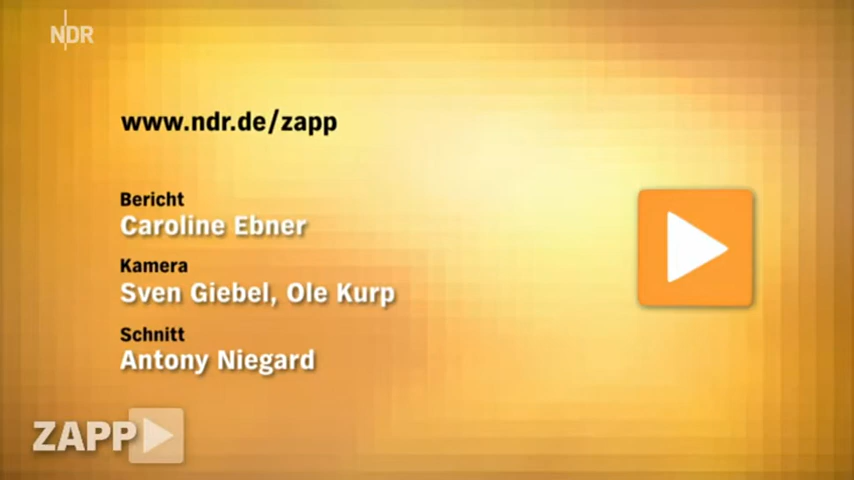 NDR
www.ndr.de/zapp
Bericht
Caroline Ebner
Kamera
Sven Giebel, Ole Kurp
Schnitt
Antony Niegard
ZAPP